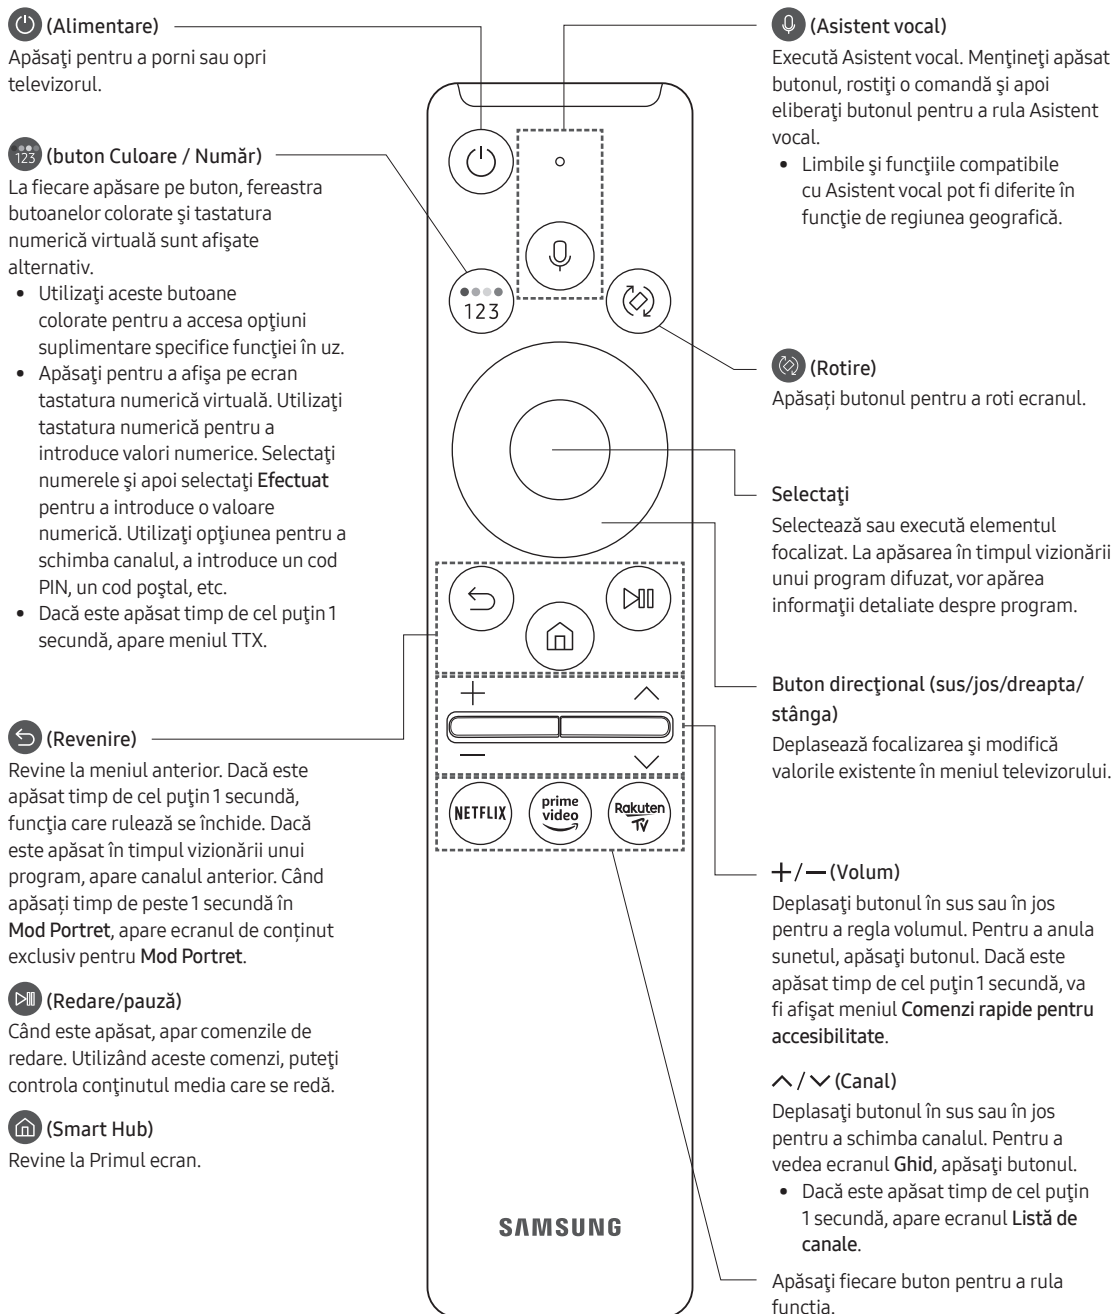 (Alimentare)
Apăsaţi pentru a porni sau opri
televizorul.
123 (buton Culoare / Număr)
La fiecare apăsare pe buton, fereastra
butoanelor colorate şi tastatura
numerică virtuală sunt afişate
alternativ.
• Utilizaţi aceste butoane
colorate pentru a accesa opţiuni
suplimentare specifice funcţiei în uz.
• Apăsaţi pentru a afişa pe ecran
tastatura numerică virtuală. Utilizaţi
tastatura numerică pentru a
introduce valori numerice. Selectaţi
numerele şi apoi selectaţi Efectuat
pentru a introduce o valoare
numerică. Utilizaţi opţiunea pentru a
schimba canalul, a introduce un cod
PIN, un cod poştal, etc.
• Dacă este apăsat timp de cel puţin 1
secundă, apare meniul TTX.
(Revenire)
Revine la meniul anterior. Dacă este
apăsat timp de cel puţin 1 secundă,
funcţia care rulează se închide. Dacă
este apăsat în timpul vizionării unui
program, apare canalul anterior. Când
apăsați timp de peste 1 secundă în
Mod Portret, apare ecranul de conținut
exclusiv pentru Mod Portret.
(Redare/pauză)
Când este apăsat, apar comenzile de
redare. Utilizând aceste comenzi, puteţi
controla conţinutul media care se redă.
(Smart Hub)
Revine la Primul ecran.
123
+
—
NETFLIX
prime
video
Rakuten
TV
SAMSUNG
(Asistent vocal)
Execută Asistent vocal. Menţineţi apăsat
butonul, rostiţi o comandă şi apoi
eliberaţi butonul pentru a rula Asistent
vocal.
• Limbile şi funcţiile compatibile
cu Asistent vocal pot fi diferite în
funcţie de regiunea geografică.
(Rotire)
Apăsați butonul pentru a roti ecranul.
Selectaţi
Selectează sau execută elementul
focalizat. La apăsarea în timpul vizionării
unui program difuzat, vor apărea
informaţii detaliate despre program.
Buton direcţional (sus/jos/dreapta/
stânga)
Deplasează focalizarea şi modifică
valorile existente în meniul televizorului.
+/— (Volum)
Deplasaţi butonul în sus sau în jos
pentru a regla volumul. Pentru a anula
sunetul, apăsaţi butonul. Dacă este
apăsat timp de cel puţin 1 secundă, va
fi afişat meniul Comenzi rapide pentru
accesibilitate.
/ (Canal)
Deplasaţi butonul în sus sau în jos
pentru a schimba canalul. Pentru a
vedea ecranul Ghid, apăsaţi butonul.
• Dacă este apăsat timp de cel puţin
1 secundă, apare ecranul Listă de
canale.
Apăsaţi fiecare buton pentru a rula
funcţia.